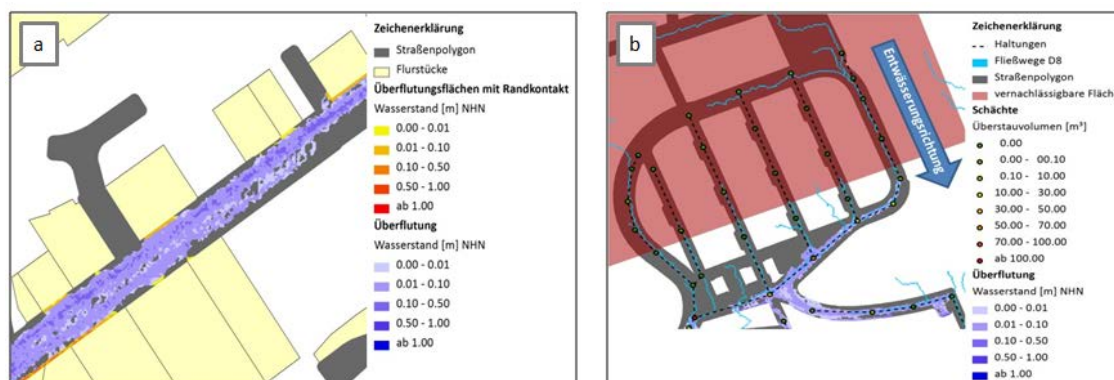 a
Zeichenerklärung
Straßenpolygon
Flurstücke
Überflutungsflächen mit Randkontakt
Wasserstand [m] NHN
0.00 - 0.01
0.01 - 0.10
0.10 - 0.50
0.50 - 1.00
ab 1.00
Überflutung
Wasserstand [m] NHN
0.00 - 0.01
0.01 - 0.10
0.10 - 0.50
0.50 - 1.00
ab 1.00
b
Entwässerungsrichtung
Zeichenerklärung
Haltungen
Fließwege D8
Straßenpolygon
vernachlässigbare Fläch
Schächte
Überstauvolumen [m³]
0.00
0.00 - 00.10
0.10 - 10.00
10.00 - 30.00
30.00 - 50.00
50.00 - 70.00
70.00 - 100.00
ab 100.00
Überflutung
Wasserstand [m] NHN
0.00 - 0.01
0.01 - 0.10
0.10 - 0.50
0.50 - 1.00
ab 1.00